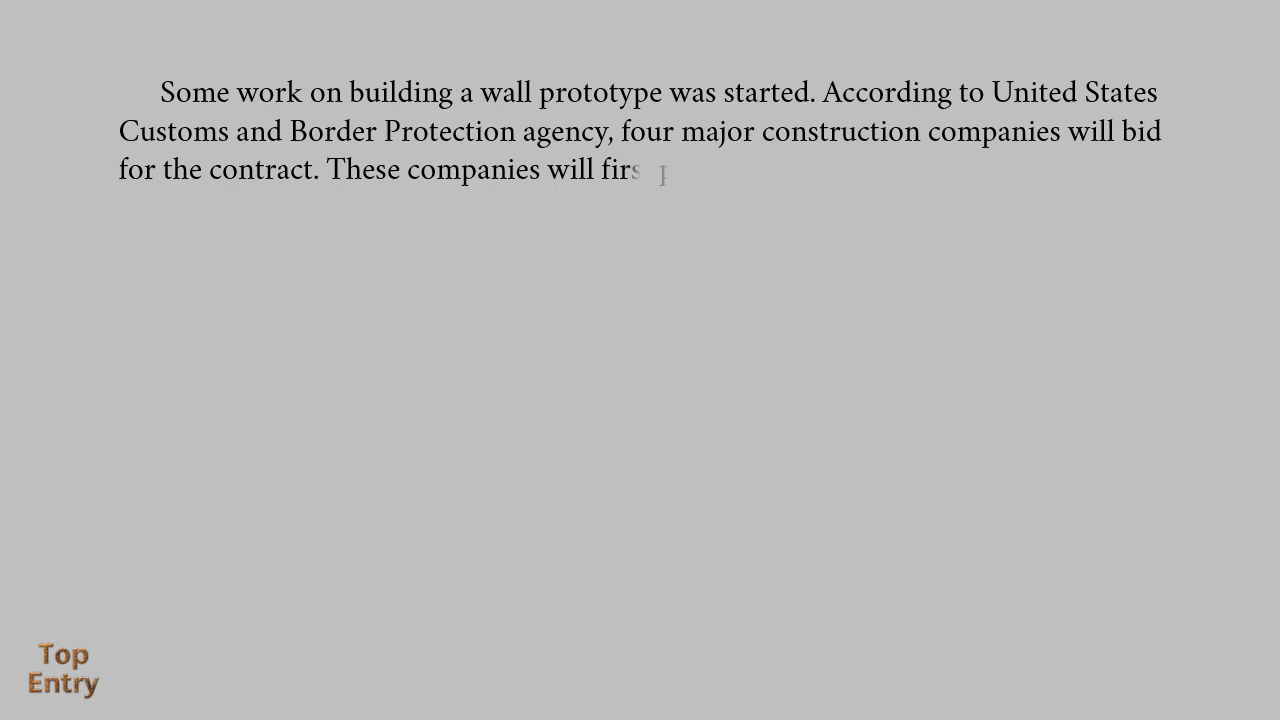 Some work on building a wall prototype was started. According to United States
Customs and Border Protection agency, four major construction companies will bid
for the contract. These companies will
Top
Entry